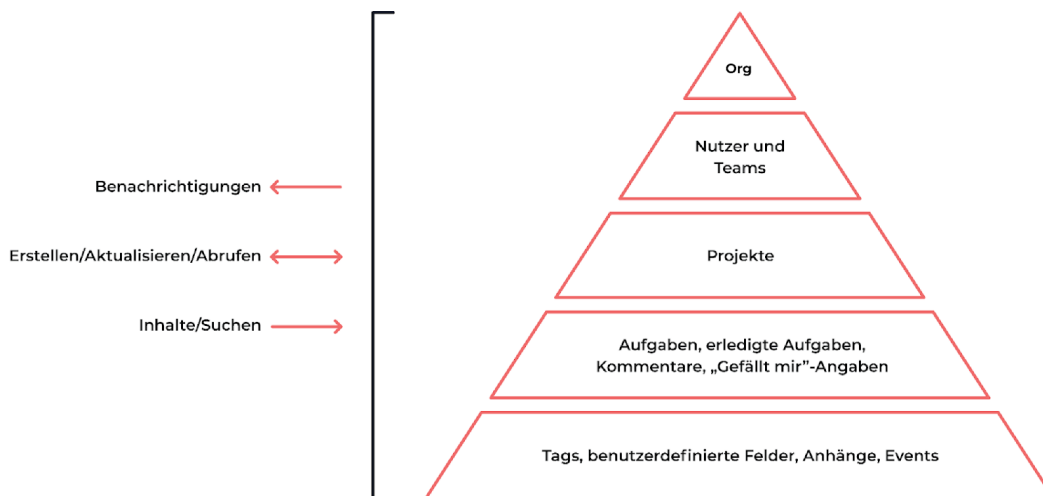 Org
Nutzer und
Teams
Benachrichtigungen
Erstellen/Aktualisieren/Abrufen
Projekte
Inhalte/Suchen
Aufgaben, erledigte Aufgaben,
Kommentare, „Gefällt mir”-Angaben
Tags, benutzerdefinierte Felder, Anhänge, Events